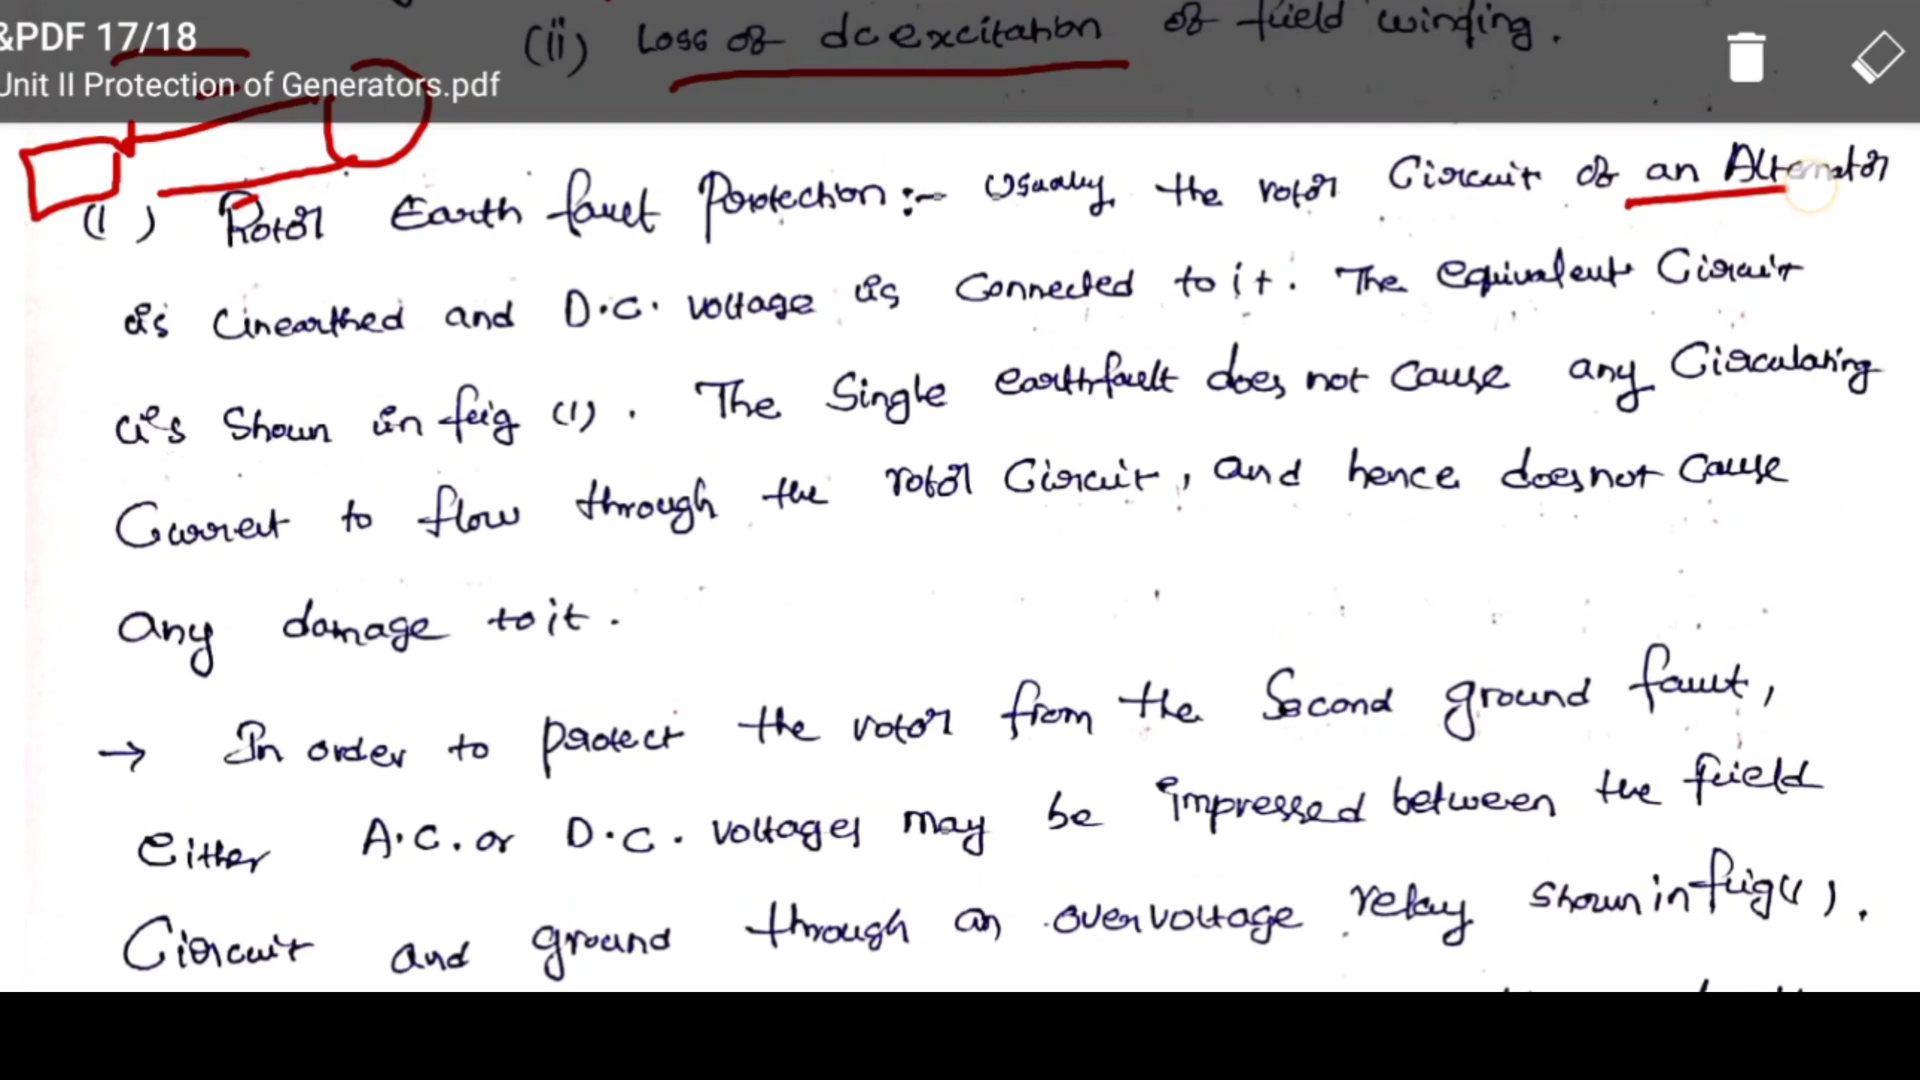 &PDF 17/18
(ii) Loss of dc excitation of field winding.
Unit II Protection of Generators.pdf
(1) Rotor Earth fault Protection :- Usually the rotor Circuit of an Alternator
is Unearthed and D.C. voltage is Connected to it. The equivalent Circuit
is Shown in fig (1). The Single earthfault does not cause any Circulating
Current to flow through the rotor Circuit, and hence does not cause
any damage to it.
→ In order to protect the rotor from the Second ground fault,
Either A.C. or D.C. voltages may be impressed between the field
Circuit and ground through an overvoltage relay shown in fig (1).